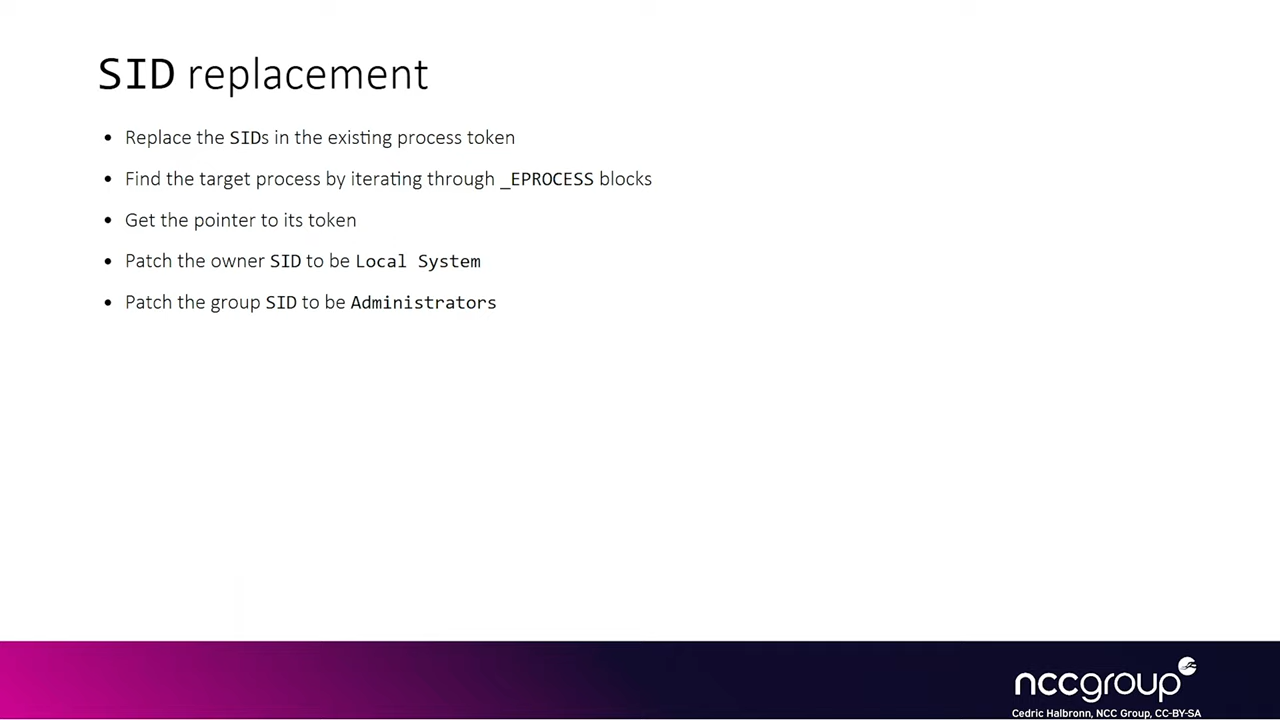 SID replacement
• Replace the SIDs in the existing process token
• Find the target process by iterating through _EPROCESS blocks
• Get the pointer to its token
• Patch the owner SID to be Local System
• Patch the group SID to be Administrators
nccgroup
Cedric Halbronn, NCC Group, CC-BY-SA